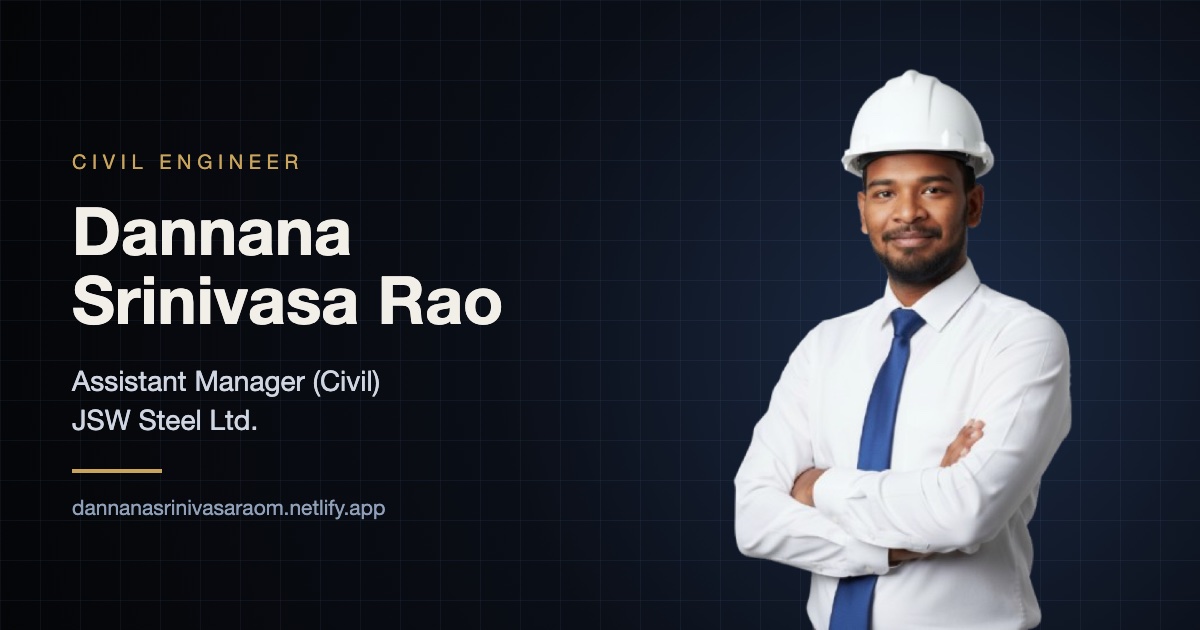 CIVIL ENGINEER
Dannana
Srinivasa Rao
Assistant Manager (Civil)
JSW Steel Ltd.
dannanasrinivasaraom.netlify.app